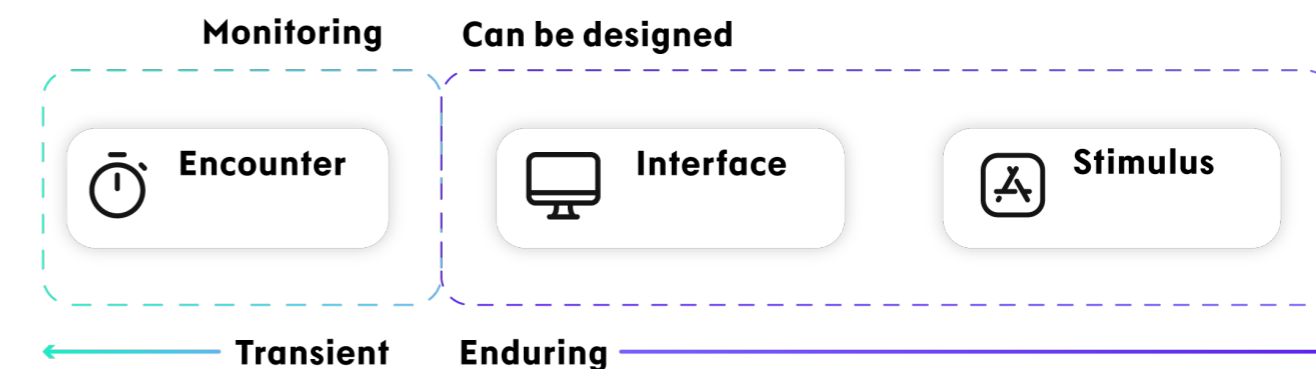 Monitoring
Can be designed
Encounter
Interface
Stimulus
Transient
Enduring